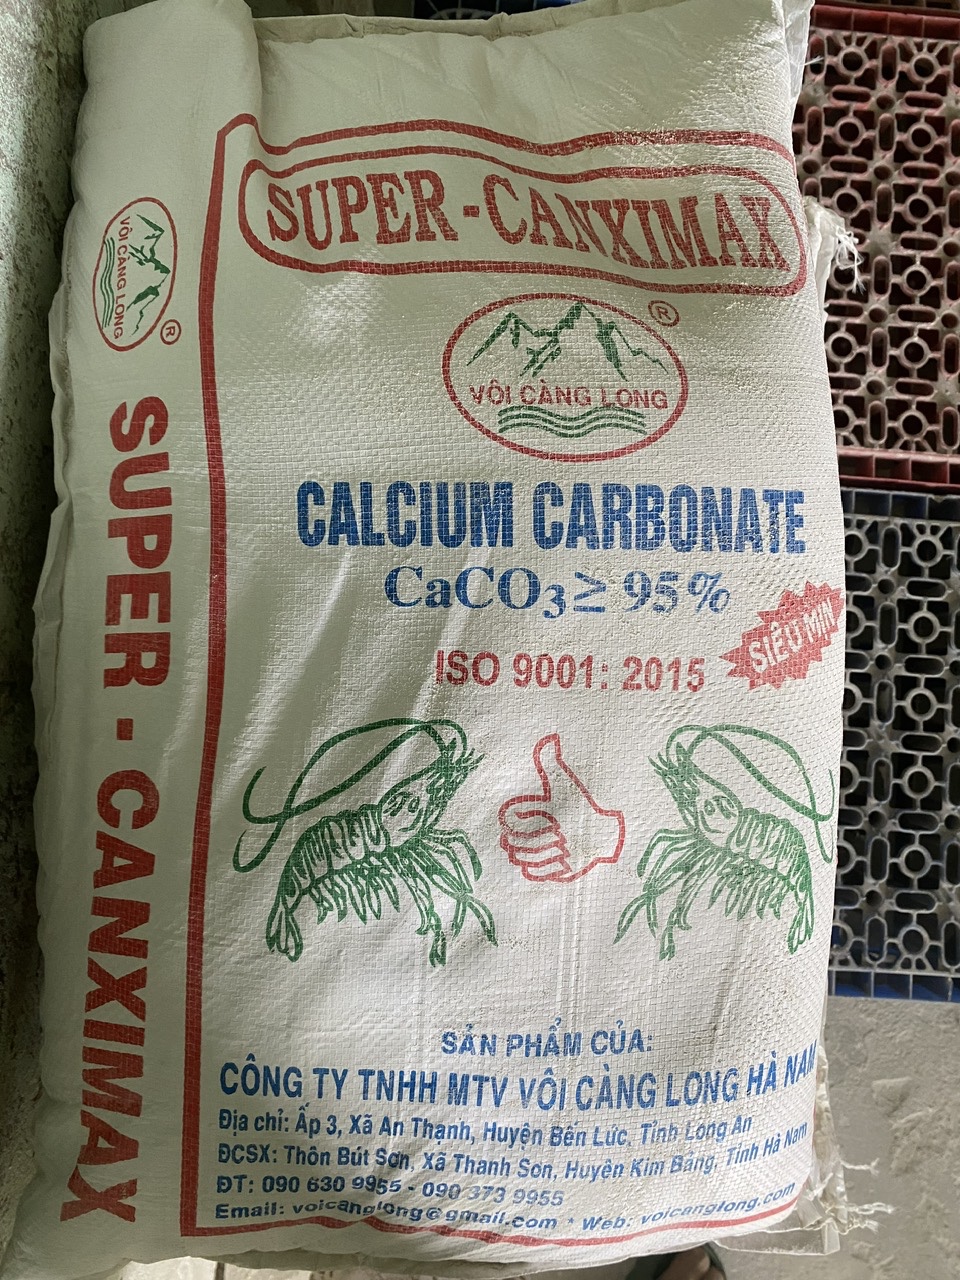 SUPER-CANXIMAX
®
VÔI CÀNG LONG
CALCIUM CARBONATE
CaCO3 ≥ 95%
SIÊU MỊN
ISO 9001: 2015
SẢN PHẨM CỦA:
CÔNG TY TNHH MTV VÔI CÀNG LONG HÀ NAM
Địa chỉ: Ấp 3, Xã An Thạnh, Huyện Bến Lức, Tỉnh Long An
ĐCSX: Thôn Bút Sơn, Xã Thanh Sơn, Huyện Kim Bảng, Tỉnh Hà Nam
ĐT: 090 630 9955 - 090 373 9955
Email: voicanglong@gmail.com * Web: voicanglong.com
VÔI CÀNG LONG
®
SUPER - CANXIMAX